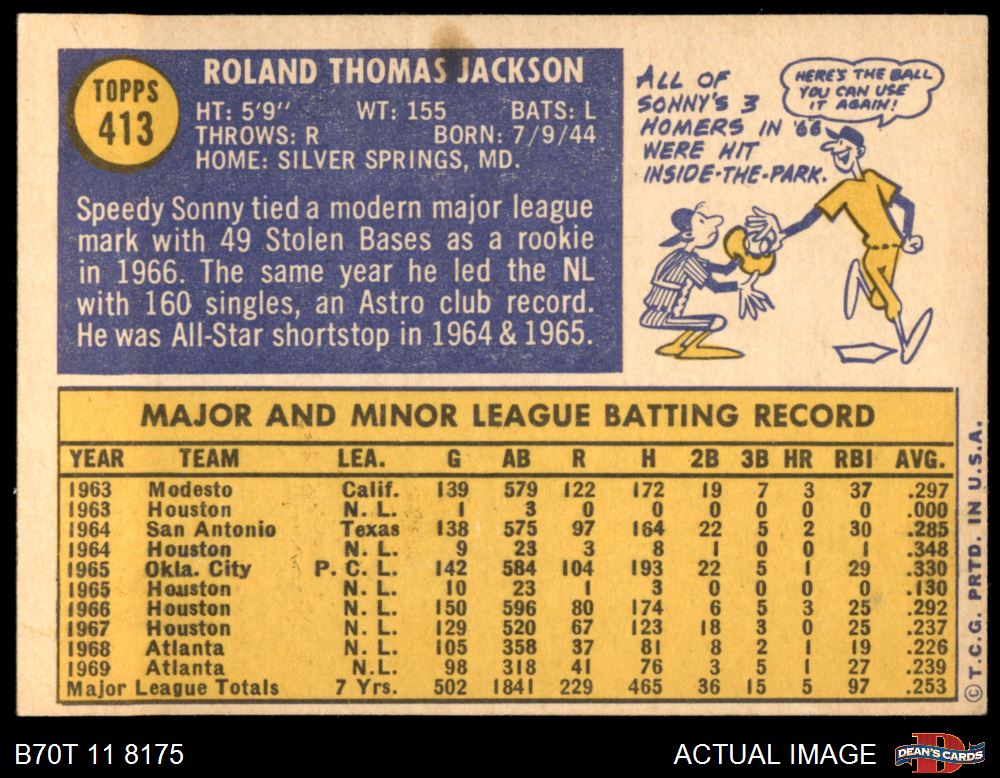 TOPPS
413
ROLAND THOMAS JACKSON
HT: 5'9" WT: 155 BATS: L
THROWS: R BORN: 7/9/44
HOME: SILVER SPRINGS, MD.
Speedy Sonny tied a modern major league
mark with 49 Stolen Bases as a rookie
in 1966. The same year he led the NL
with 160 singles, an Astro club record.
He was All-Star shortstop in 1964 & 1965.
ALL OF
SONNY'S 3
HOMERS IN '66
WERE HIT
INSIDE-THE-PARK.
HERE'S THE BALL
YOU CAN USE
IT AGAIN!
MAJOR AND MINOR LEAGUE BATTING RECORD
YEAR TEAM LEA. G AB R H 2B 3B HR RBI AVG.
1963 Modesto Calif. 139 579 122 172 19 7 3 37 .297
1963 Houston N. L. 1 3 0 0 0 0 0 0 .000
1964 San Antonio Texas 138 575 97 164 22 5 2 30 .285
1964 Houston N. L. 9 23 3 8 1 0 0 1 .348
1965 Okla. City P. C. L. 142 584 104 193 22 5 1 29 .330
1965 Houston N. L. 10 23 1 3 0 0 0 0 .130
1966 Houston N. L. 150 596 80 174 6 5 3 25 .292
1967 Houston N. L. 129 520 67 123 18 3 0 25 .237
1968 Atlanta N. L. 105 358 37 81 8 2 1 19 .226
1969 Atlanta N.L. 98 318 41 76 3 5 1 27 .239
Major League Totals 7 Yrs. 502 1841 229 465 36 15 5 97 .253
© T.C.G. PRTD. IN U.S.A.
B70T 11 8175
ACTUAL IMAGE
DEAN'S CARDS